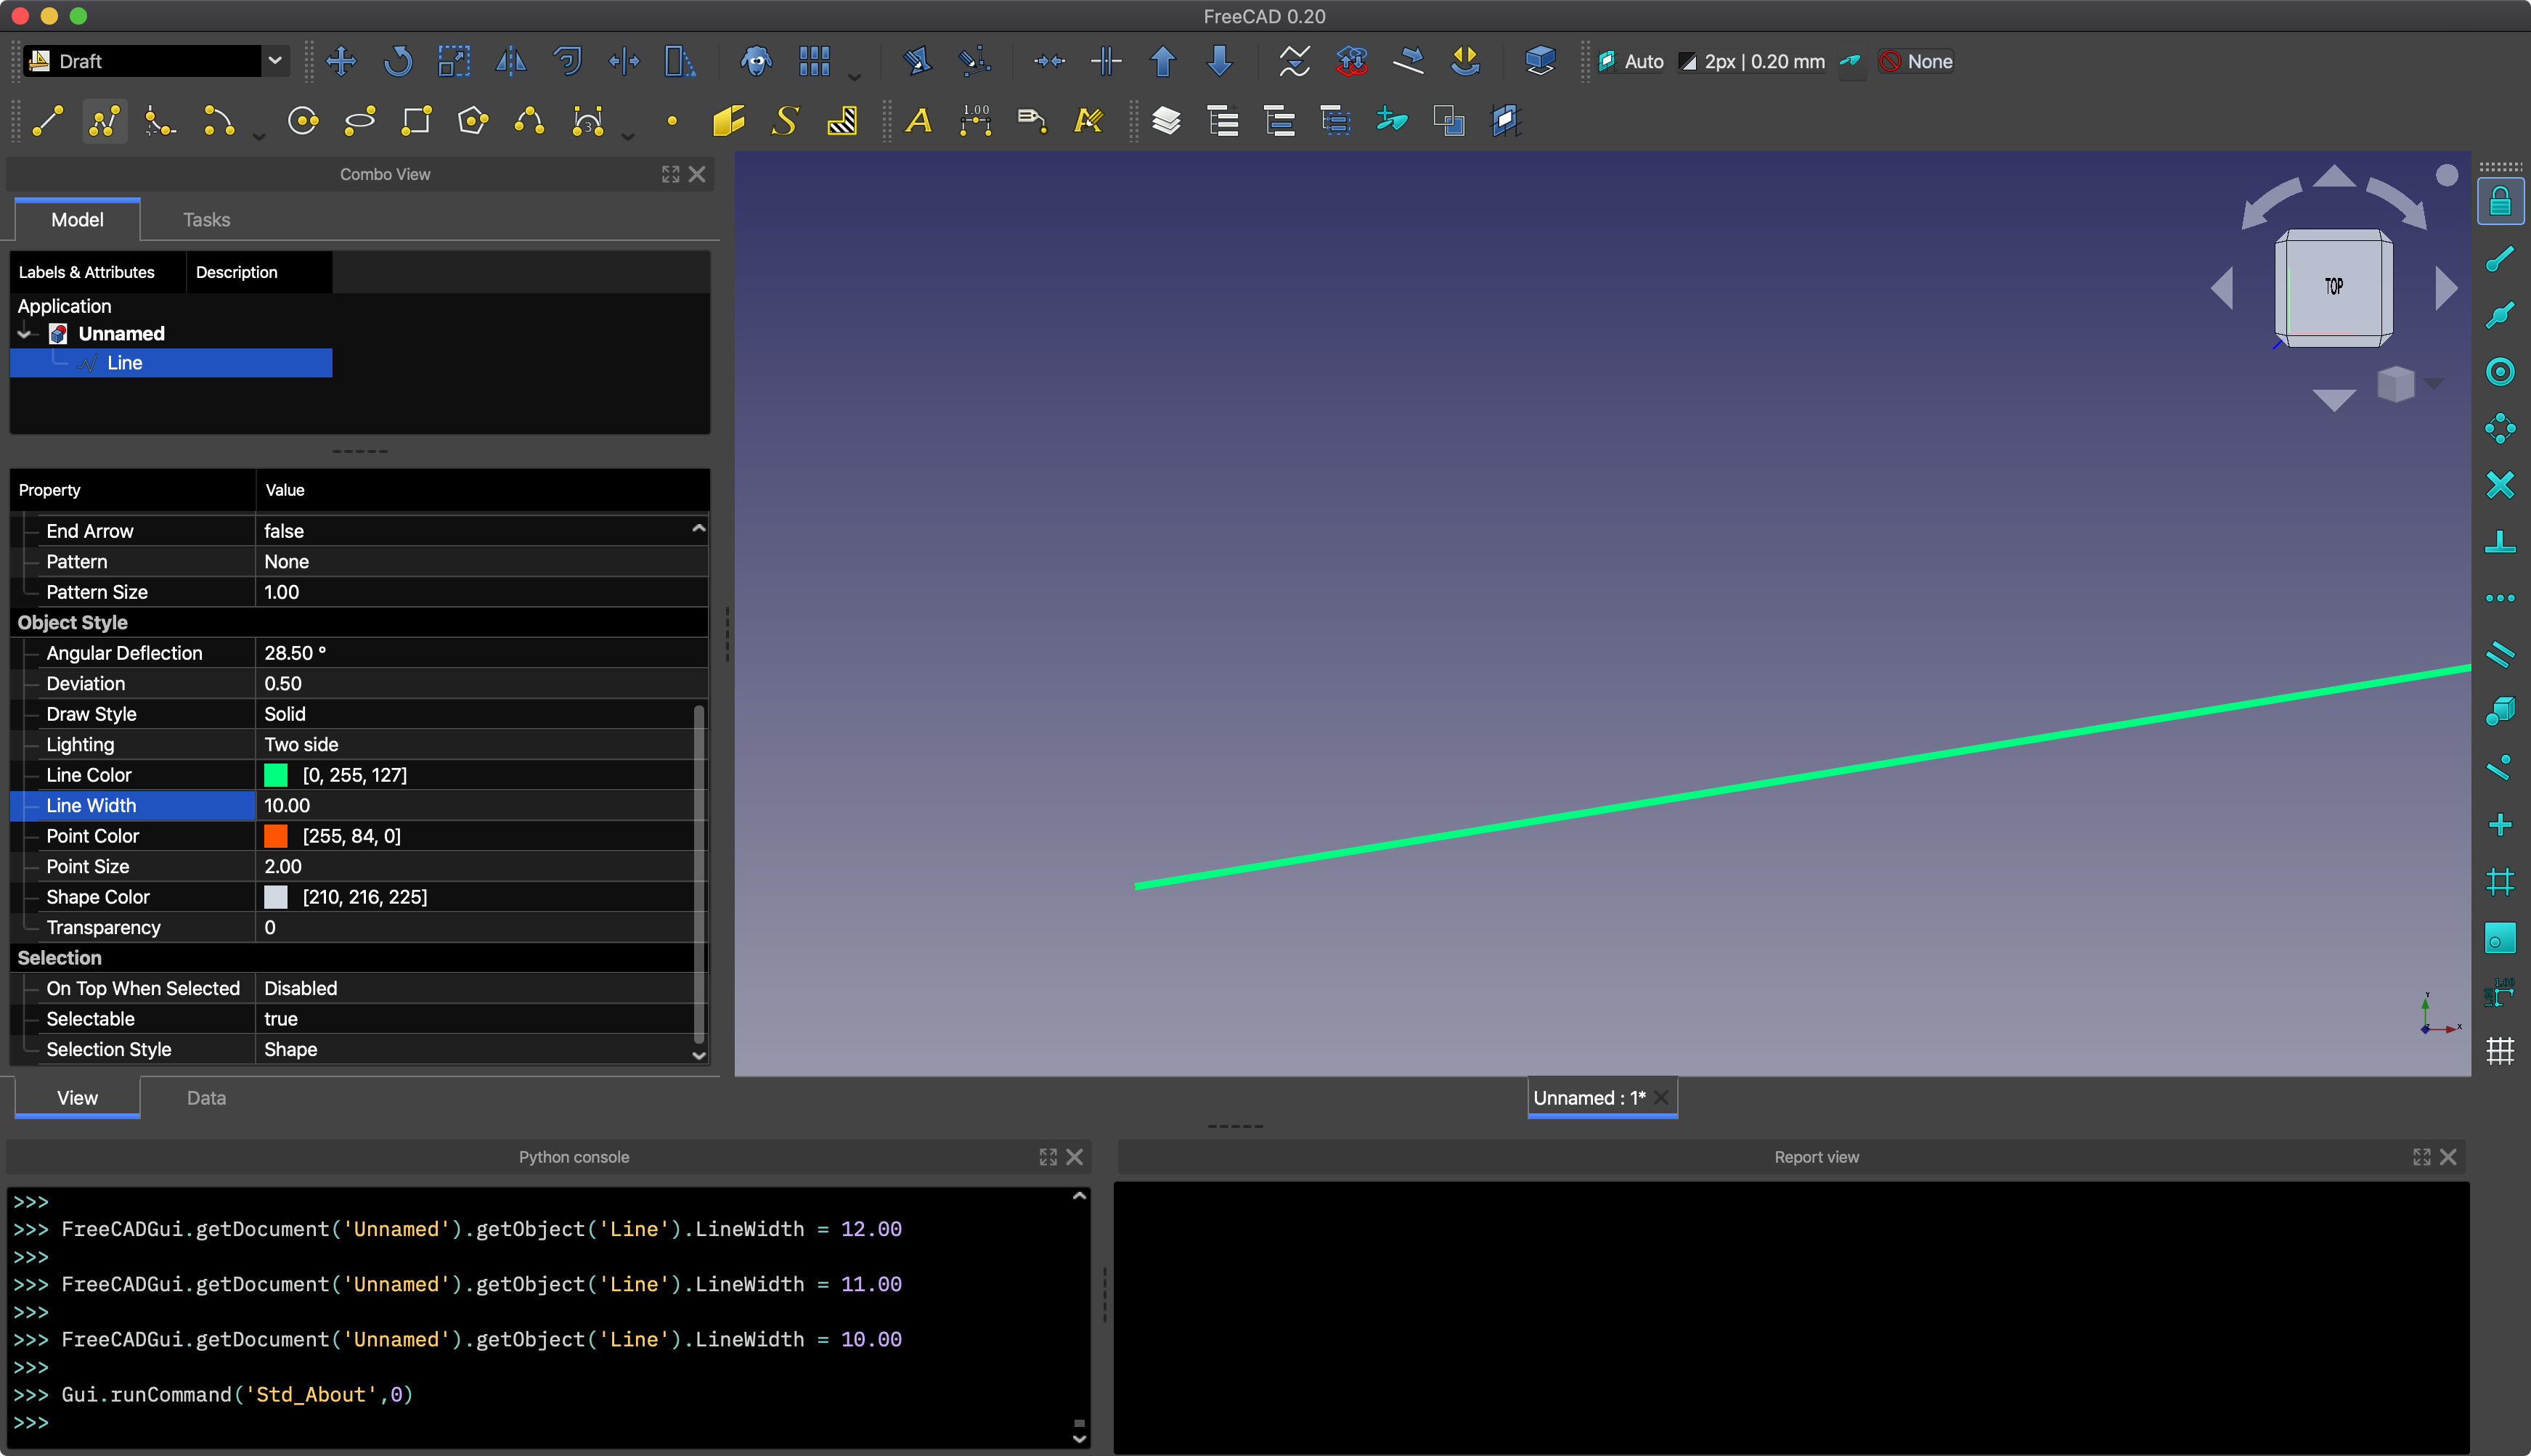 FreeCAD 0.20
Draft
Auto
2px | 0.20 mm
None
3
A
1.00
S
Combo View
Model Tasks
Labels & Attributes Description
Application
Unnamed
Line
Property Value
End Arrow false
Pattern None
Pattern Size 1.00
Object Style
Angular Deflection 28.50 °
Deviation 0.50
Draw Style Solid
Lighting Two side
Line Color [0, 255, 127]
Line Width 10.00
Point Color [255, 84, 0]
Point Size 2.00
Shape Color [210, 216, 225]
Transparency 0
Selection
On Top When Selected Disabled
Selectable true
Selection Style Shape
View Data
TOP
Y
X
1.00
Unnamed : 1*
Python console
>>>
>>> FreeCADGui.getDocument('Unnamed').getObject('Line').LineWidth = 12.00
>>>
>>> FreeCADGui.getDocument('Unnamed').getObject('Line').LineWidth = 11.00
>>>
>>> FreeCADGui.getDocument('Unnamed').getObject('Line').LineWidth = 10.00
>>>
>>> Gui.runCommand('Std_About',0)
>>>
Report view